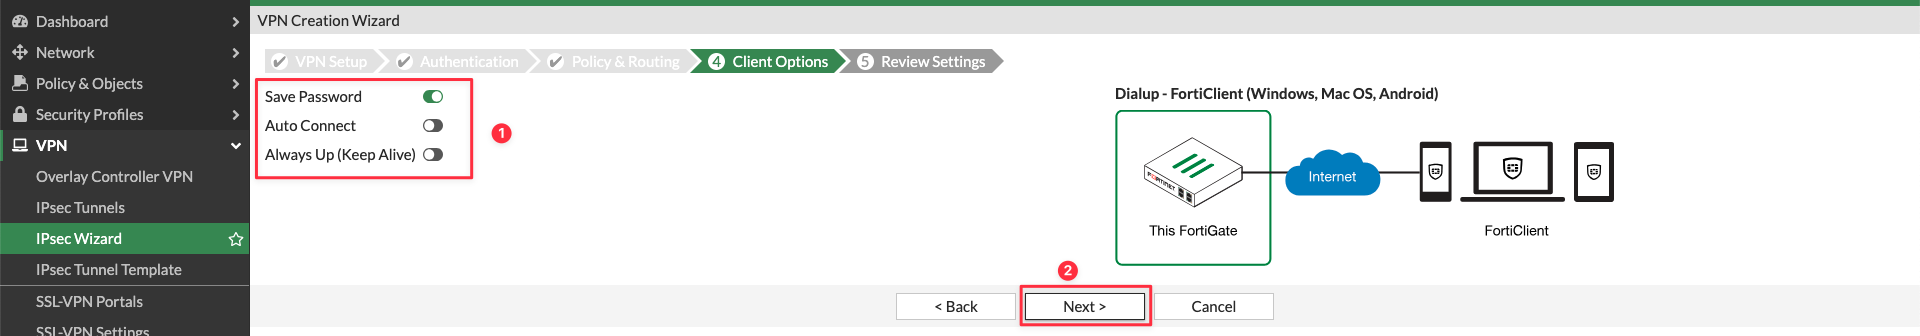 Dashboard
Network
Policy & Objects
Security Profiles
VPN
Overlay Controller VPN
IPsec Tunnels
IPsec Wizard
IPsec Tunnel Template
SSL-VPN Portals
SSL-VPN Settings
VPN Creation Wizard
VPN Setup
Authentication
Policy & Routing
4 Client Options
5 Review Settings
Save Password
Auto Connect
Always Up (Keep Alive)
1
Dialup - FortiClient (Windows, Mac OS, Android)
FORTINET
Internet
This FortiGate
FortiClient
2
< Back
Next >
Cancel